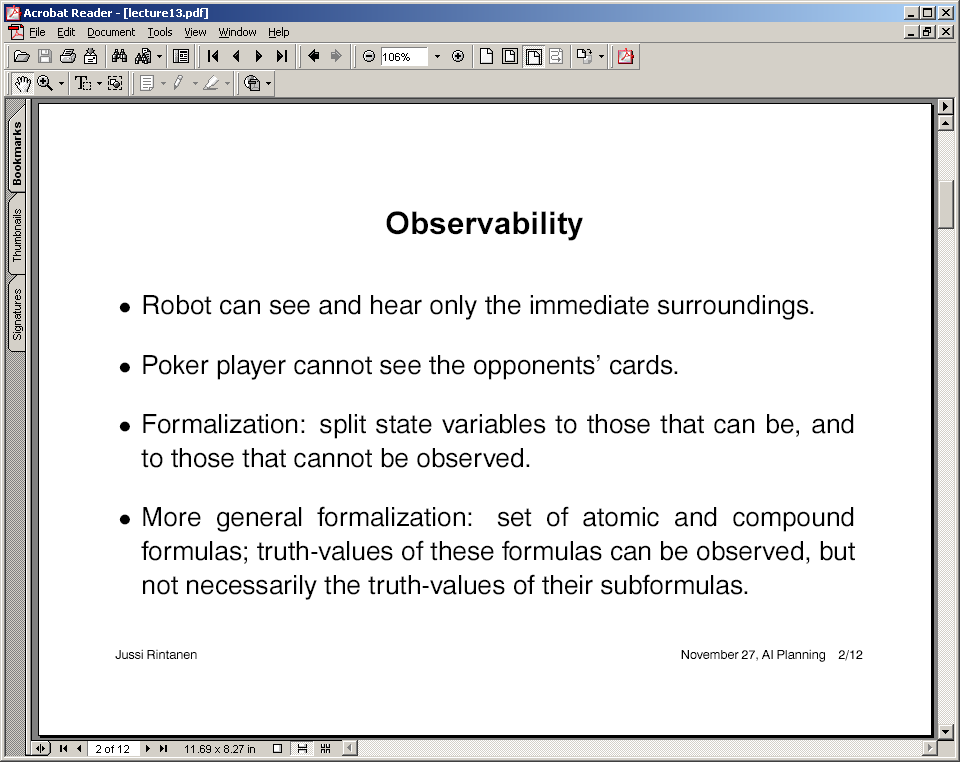 Acrobat Reader - [lecture13.pdf]
File Edit Document Tools View Window Help
106%
Bookmarks
Thumbnails
Signatures
Observability
● Robot can see and hear only the immediate surroundings.
● Poker player cannot see the opponents’ cards.
● Formalization: split state variables to those that can be, and
to those that cannot be observed.
● More general formalization: set of atomic and compound
formulas; truth-values of these formulas can be observed, but
not necessarily the truth-values of their subformulas.
Jussi Rintanen November 27, AI Planning 2/12
2 of 12 11.69 x 8.27 in